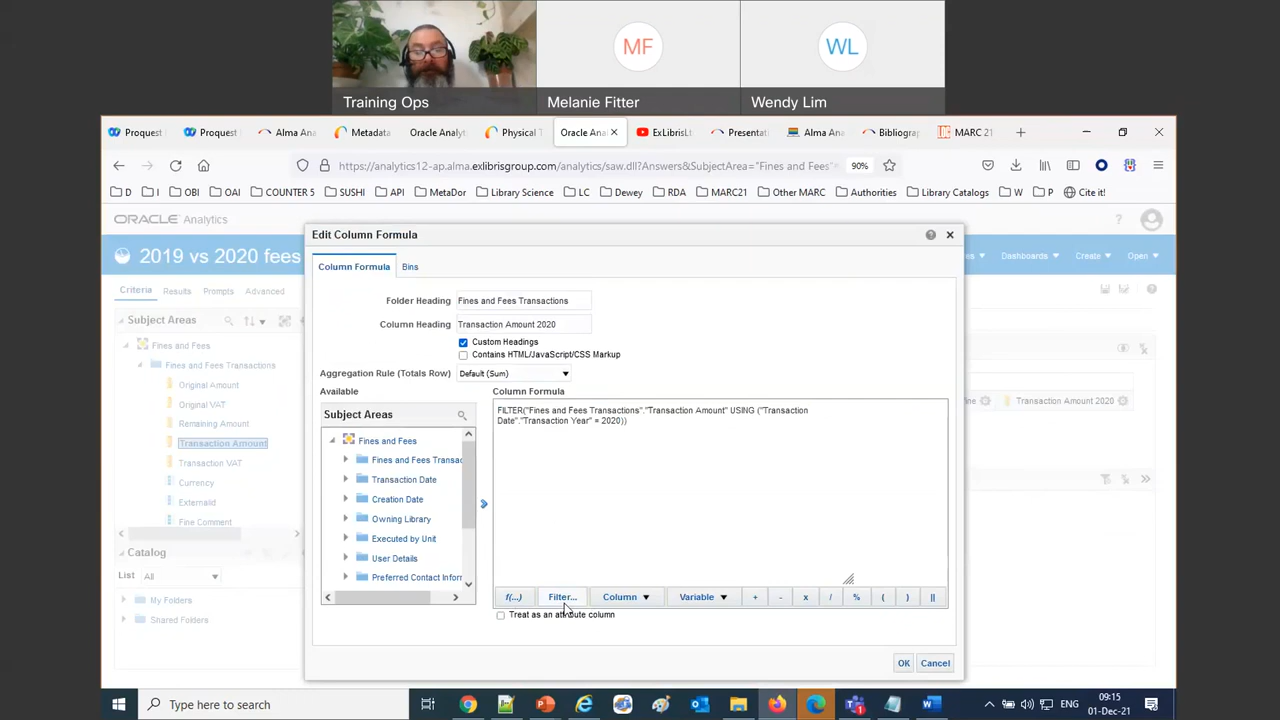 MF
WL
Training Ops
Melanie Fitter
Wendy Lim
Proquest
Proquest
Alma Ana
Metadata
Oracle Analyt
Physical T
Oracle Ana
ExLibrisLt
Presentati
Alma Ana
Bibliograp
MARC 21
https://analytics12-ap.alma.exlibrisgroup.com/analytics/saw.dll?Answers&SubjectArea="Fines and Fees"
90%
D
I
OBI
OAI
COUNTER 5
SUSHI
API
MetaDor
Library Science
LC
Dewey
RDA
MARC21
Other MARC
Authorities
Library Catalogs
W
P
Cite it!
ORACLE Analytics
2019 vs 2020 fees
Dashboards
Create
Open
Criteria
Results
Prompts
Advanced
Subject Areas
Fines and Fees
Fines and Fees Transactions
Original Amount
Original VAT
Remaining Amount
Transaction Amount
Transaction VAT
Currency
ExternalId
Fine Comment
Catalog
List
All
My Folders
Shared Folders
Transaction Amount 2020
Edit Column Formula
Column Formula
Bins
Folder Heading
Fines and Fees Transactions
Column Heading
Transaction Amount 2020
Custom Headings
Contains HTML/JavaScript/CSS Markup
Aggregation Rule (Totals Row)
Default (Sum)
Available
Column Formula
Subject Areas
Fines and Fees
Fines and Fees Transac
Transaction Date
Creation Date
Owning Library
Executed by Unit
User Details
Preferred Contact Inforr
FILTER("Fines and Fees Transactions"."Transaction Amount" USING ("Transaction
Date"."Transaction Year" = 2020))
f(...)
Filter...
Column
Variable
+
-
x
/
%
(
)
||
Treat as an attribute column
OK
Cancel
Type here to search
ENG
09:15
01-Dec-21